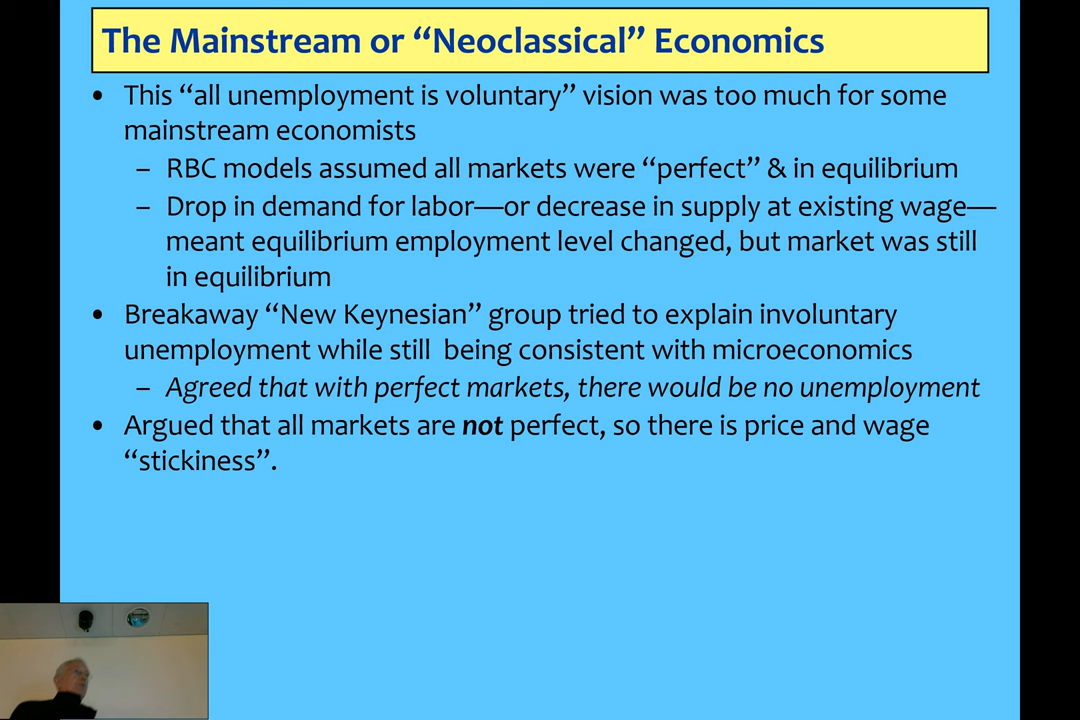 The Mainstream or “Neoclassical” Economics
• This “all unemployment is voluntary” vision was too much for some
mainstream economists
– RBC models assumed all markets were “perfect” & in equilibrium
– Drop in demand for labor—or decrease in supply at existing wage—
meant equilibrium employment level changed, but market was still
in equilibrium
• Breakaway “New Keynesian” group tried to explain involuntary
unemployment while still being consistent with microeconomics
– Agreed that with perfect markets, there would be no unemployment
• Argued that all markets are not perfect, so there is price and wage
“stickiness”.